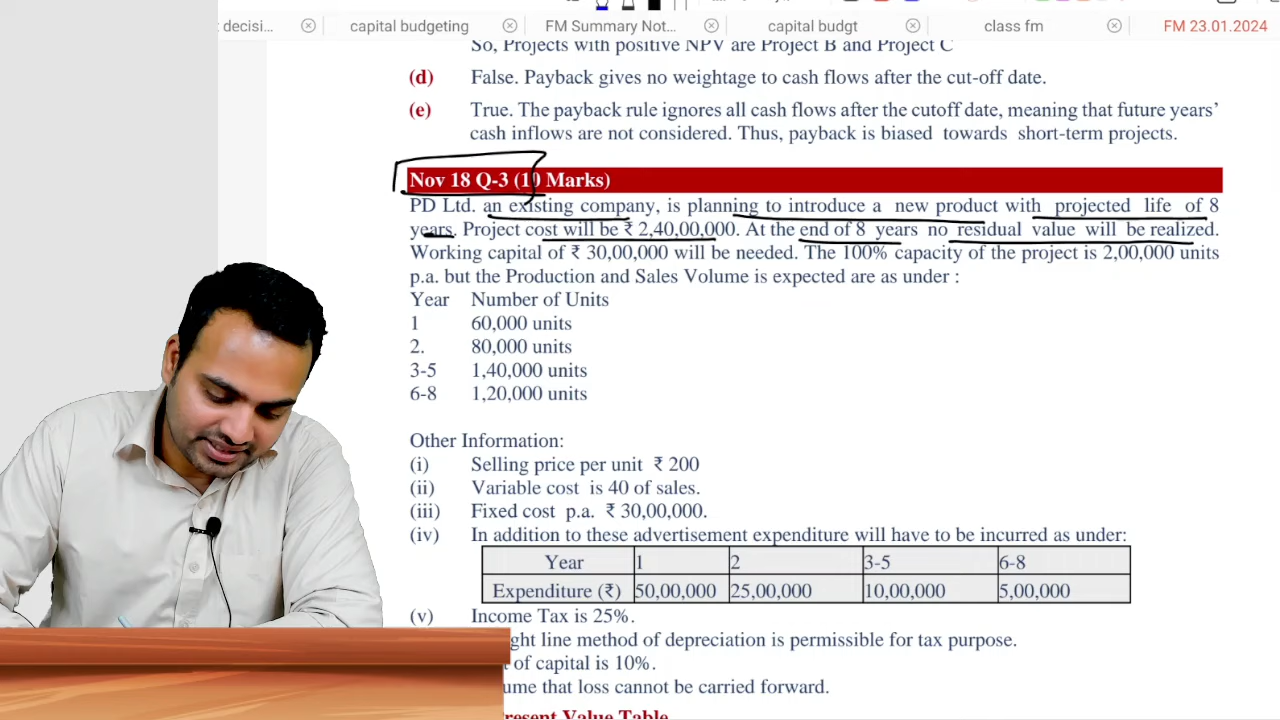 decisi...
capital budgeting
FM Summary Not...
capital budgt
class fm
FM 23.01.2024
So, Projects with positive NPV are Project B and Project C
(d) False. Payback gives no weightage to cash flows after the cut-off date.
(e) True. The payback rule ignores all cash flows after the cutoff date, meaning that future years’
cash inflows are not considered. Thus, payback is biased towards short-term projects.
Nov 18 Q-3 (10 Marks)
PD Ltd. an existing company, is planning to introduce a new product with projected life of 8
years. Project cost will be ₹ 2,40,00,000. At the end of 8 years no residual value will be realized.
Working capital of ₹ 30,00,000 will be needed. The 100% capacity of the project is 2,00,000 units
p.a. but the Production and Sales Volume is expected are as under :
Year Number of Units
1 60,000 units
2. 80,000 units
3-5 1,40,000 units
6-8 1,20,000 units
Other Information:
(i) Selling price per unit ₹ 200
(ii) Variable cost is 40 of sales.
(iii) Fixed cost p.a. ₹ 30,00,000.
(iv) In addition to these advertisement expenditure will have to be incurred as under:
Year 1 2 3-5 6-8
Expenditure (₹) 50,00,000 25,00,000 10,00,000 5,00,000
(v) Income Tax is 25%.
ght line method of depreciation is permissible for tax purpose.
t of capital is 10%.
ume that loss cannot be carried forward.
resent Value Table